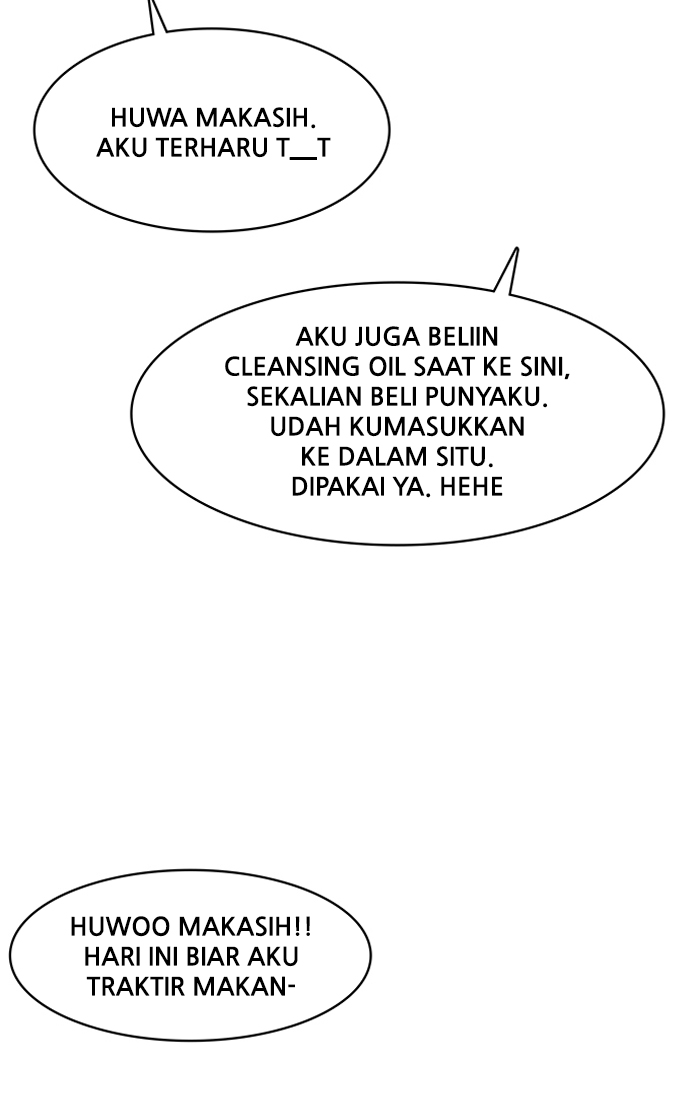 HUWA MAKASIH.
AKU TERHARU T__T
AKU JUGA BELIIN
CLEANSING OIL SAAT KE SINI,
SEKALIAN BELI PUNYAKU.
UDAH KUMASUKKAN
KE DALAM SITU.
DIPAKAI YA. HEHE
HUWOO MAKASIH!!
HARI INI BIAR AKU
TRAKTIR MAKAN-